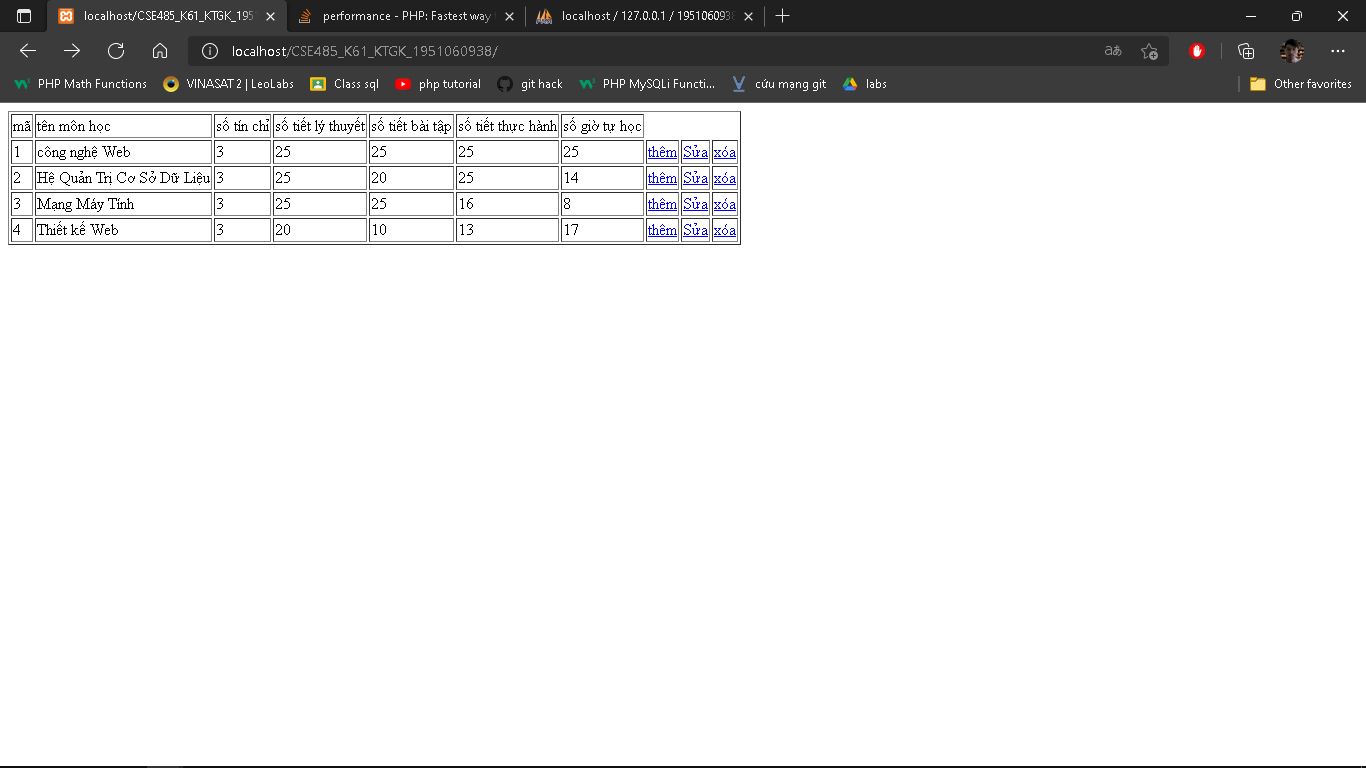 localhost/CSE485_K61_KTGK_195
performance - PHP: Fastest way
localhost / 127.0.0.1 / 1951060938
localhost/CSE485_K61_KTGK_1951060938/
aあ
PHP Math Functions VINASAT 2 | LeoLabs Class sql php tutorial git hack PHP MySQLi Functi... cứu mạng git labs Other favorites
mã tên môn học số tín chỉ số tiết lý thuyết số tiết bài tập số tiết thực hành số giờ tự học
1 công nghệ Web 3 25 25 25 25 thêm Sửa xóa
2 Hệ Quản Trị Cơ Sở Dữ Liệu 3 25 20 25 14 thêm Sửa xóa
3 Mạng Máy Tính 3 25 25 16 8 thêm Sửa xóa
4 Thiết kế Web 3 20 10 13 17 thêm Sửa xóa